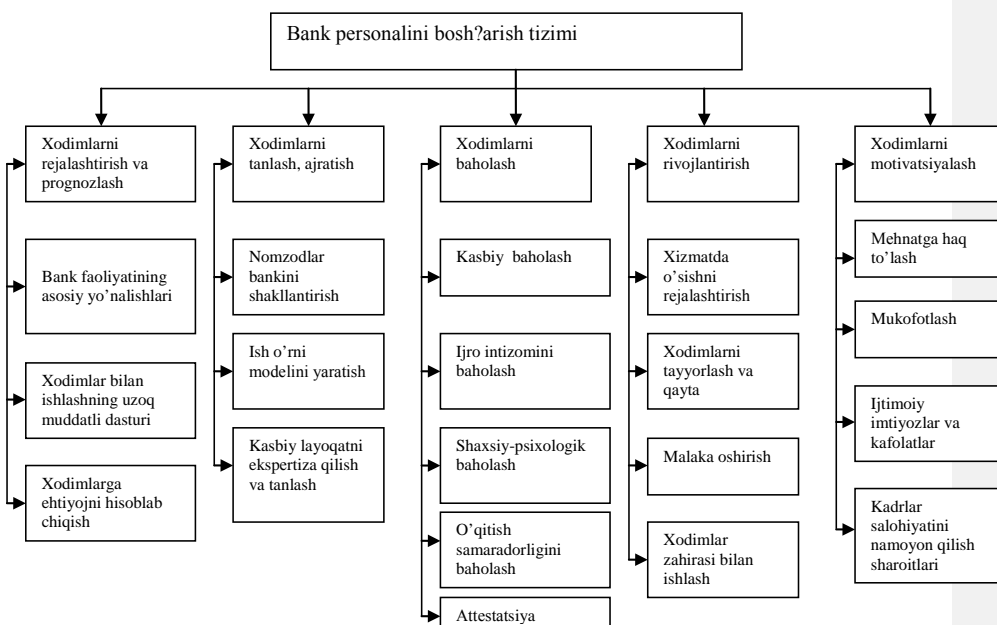 Bank personalini bosh?arish tizimi
Xodimlarni
rejalashtirish va
prognozlash
Bank faoliyatining
asosiy yo’nalishlari
Xodimlar bilan
ishlashning uzoq
muddatli dasturi
Xodimlarga
ehtiyojni hisoblab
chiqish
Xodimlarni
tanlash, ajratish
Nomzodlar
bankini
shakllantirish
Ish o’rni
modelini yaratish
Kasbiy layoqatni
ekspertiza qilish
va tanlash
Xodimlarni
baholash
Kasbiy baholash
Ijro intizomini
baholash
Shaxsiy-psixologik
baholash
O’qitish
samaradorligini
baholash
Attestatsiya
Xodimlarni
rivojlantirish
Xizmatda
o’sishni
rejalashtirish
Xodimlarni
tayyorlash va
qayta
Malaka oshirish
Xodimlar
zahirasi bilan
ishlash
Xodimlarni
motivatsiyalash
Mehnatga haq
to’lash
Mukofotlash
Ijtimoiy
imtiyozlar va
kafolatlar
Kadrlar
salohiyatini
namoyon qilish
sharoitlari